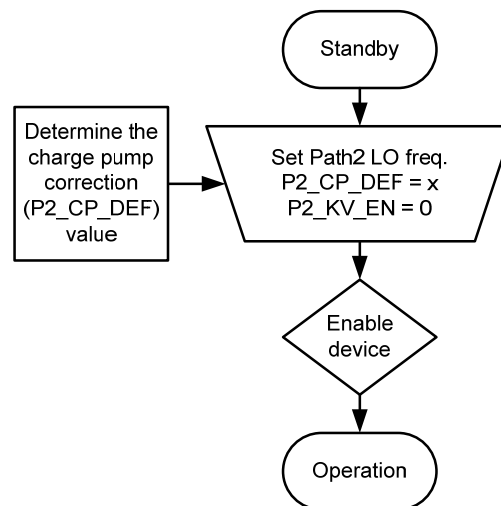 Standby
Determine the
charge pump
correction
(P2_CP_DEF)
value
Set Path2 LO freq.
P2_CP_DEF = x
P2_KV_EN = 0
Enable
device
Operation